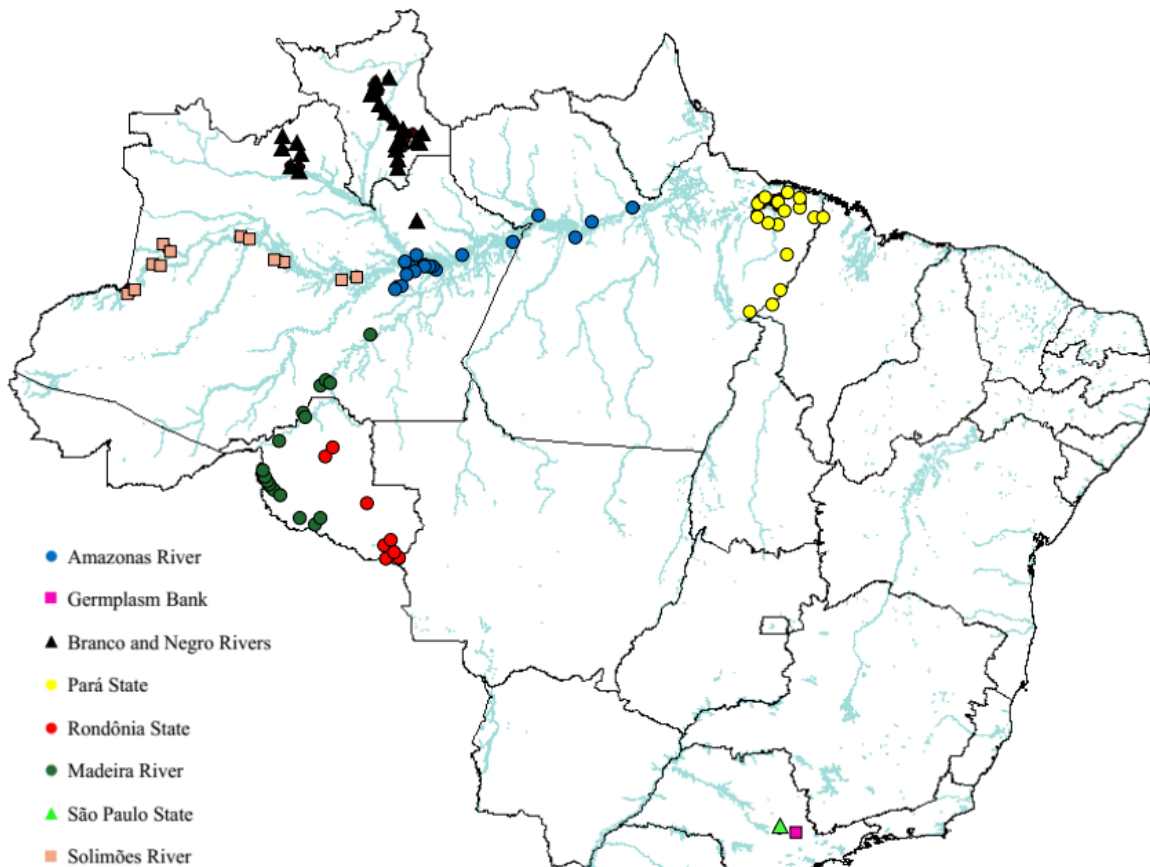 Amazonas River
Germplasm Bank
Branco and Negro Rivers
Pará State
Rondônia State
Madeira River
São Paulo State
Solimões River